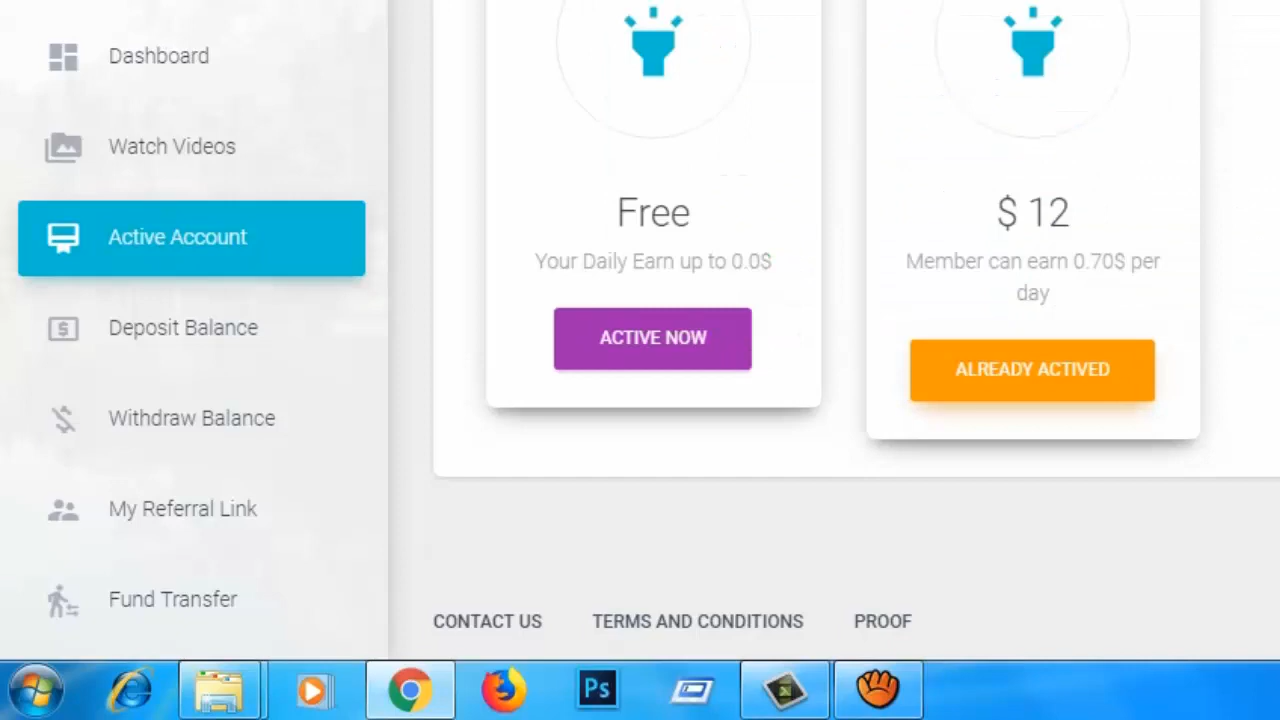 Dashboard
Watch Videos
Active Account
Deposit Balance
Withdraw Balance
My Referral Link
Fund Transfer
Free
Your Daily Earn up to 0.0$
ACTIVE NOW
$ 12
Member can earn 0.70$ per
day
ALREADY ACTIVED
CONTACT US
TERMS AND CONDITIONS
PROOF
Ps